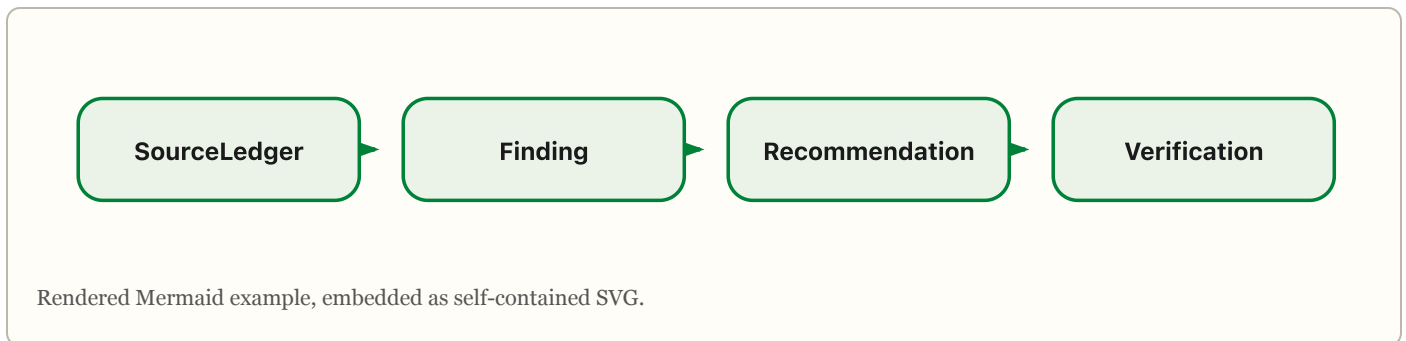 SourceLedger
Finding
Recommendation
Verification
Rendered Mermaid example, embedded as self-contained SVG.